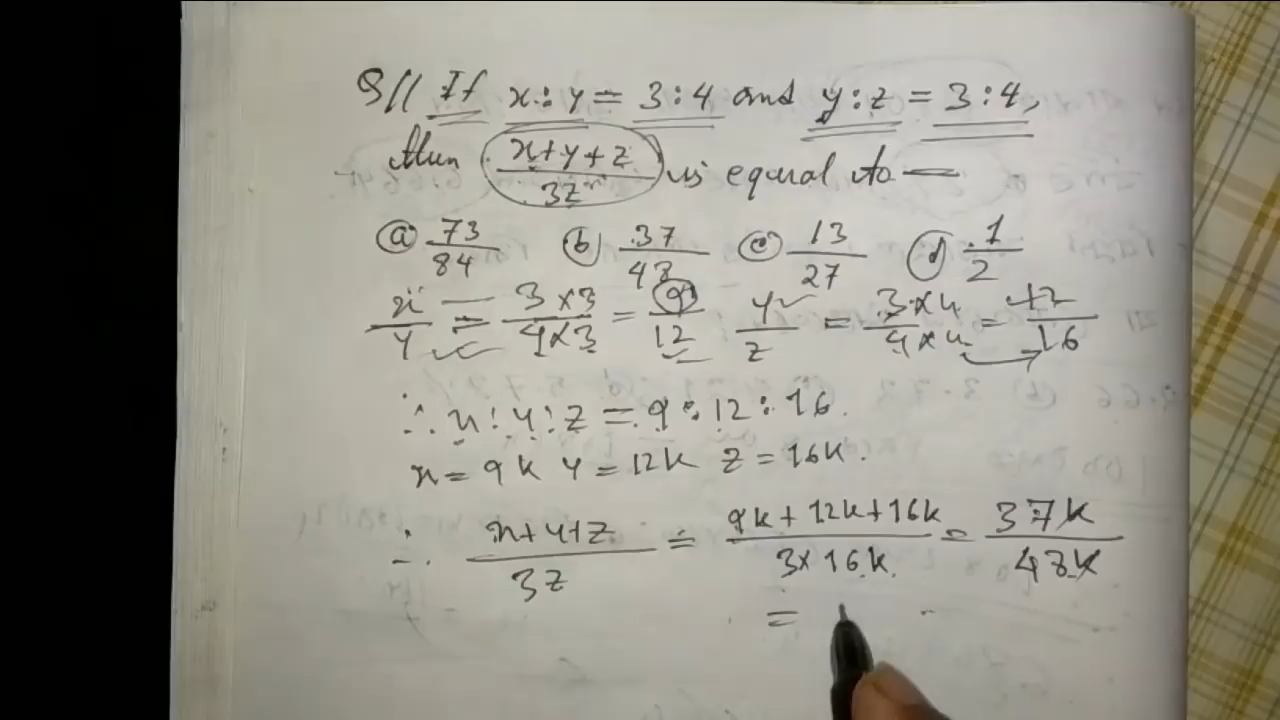 Q// If x:y = 3:4 and y:z = 3:4,
then x+y+z/3z is equal to —
(a) 73/84 (b) 37/48 (c) 13/27 (d) 1/2
x/y = 3×3/4×3 = 9/12 y/z = 3×4/4×4 = 12/16
∴ x:y:z = 9:12:16.
x = 9k y = 12k z = 16k.
∴ x+y+z/3z = 9k+12k+16k/3×16k = 37k/48k
=